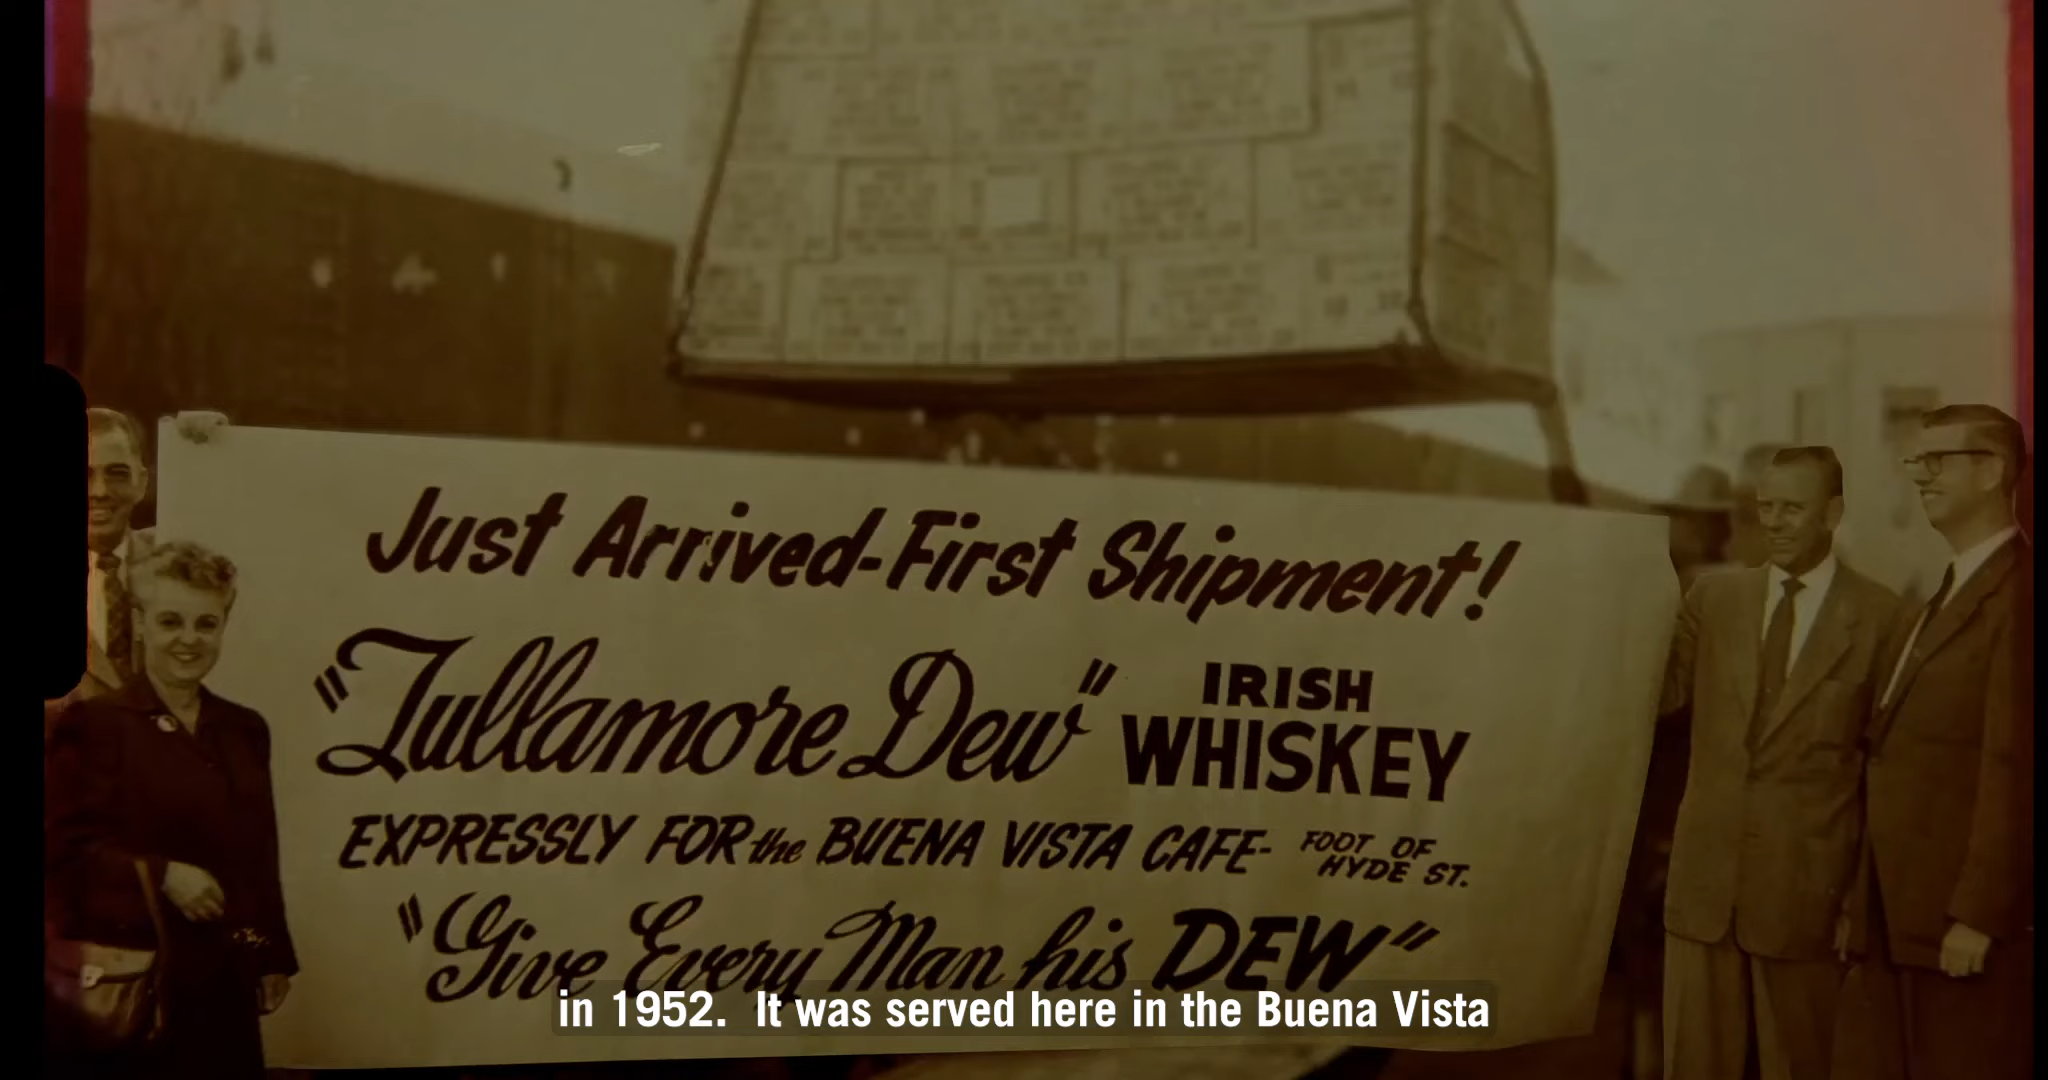 Just Arrived-First Shipment!
"Tullamore Dew" IRISH WHISKEY
EXPRESSLY FOR the BUENA VISTA CAFE- FOOT OF HYDE ST.
"Give Every Man his DEW"
in 1952. It was served here in the Buena Vista